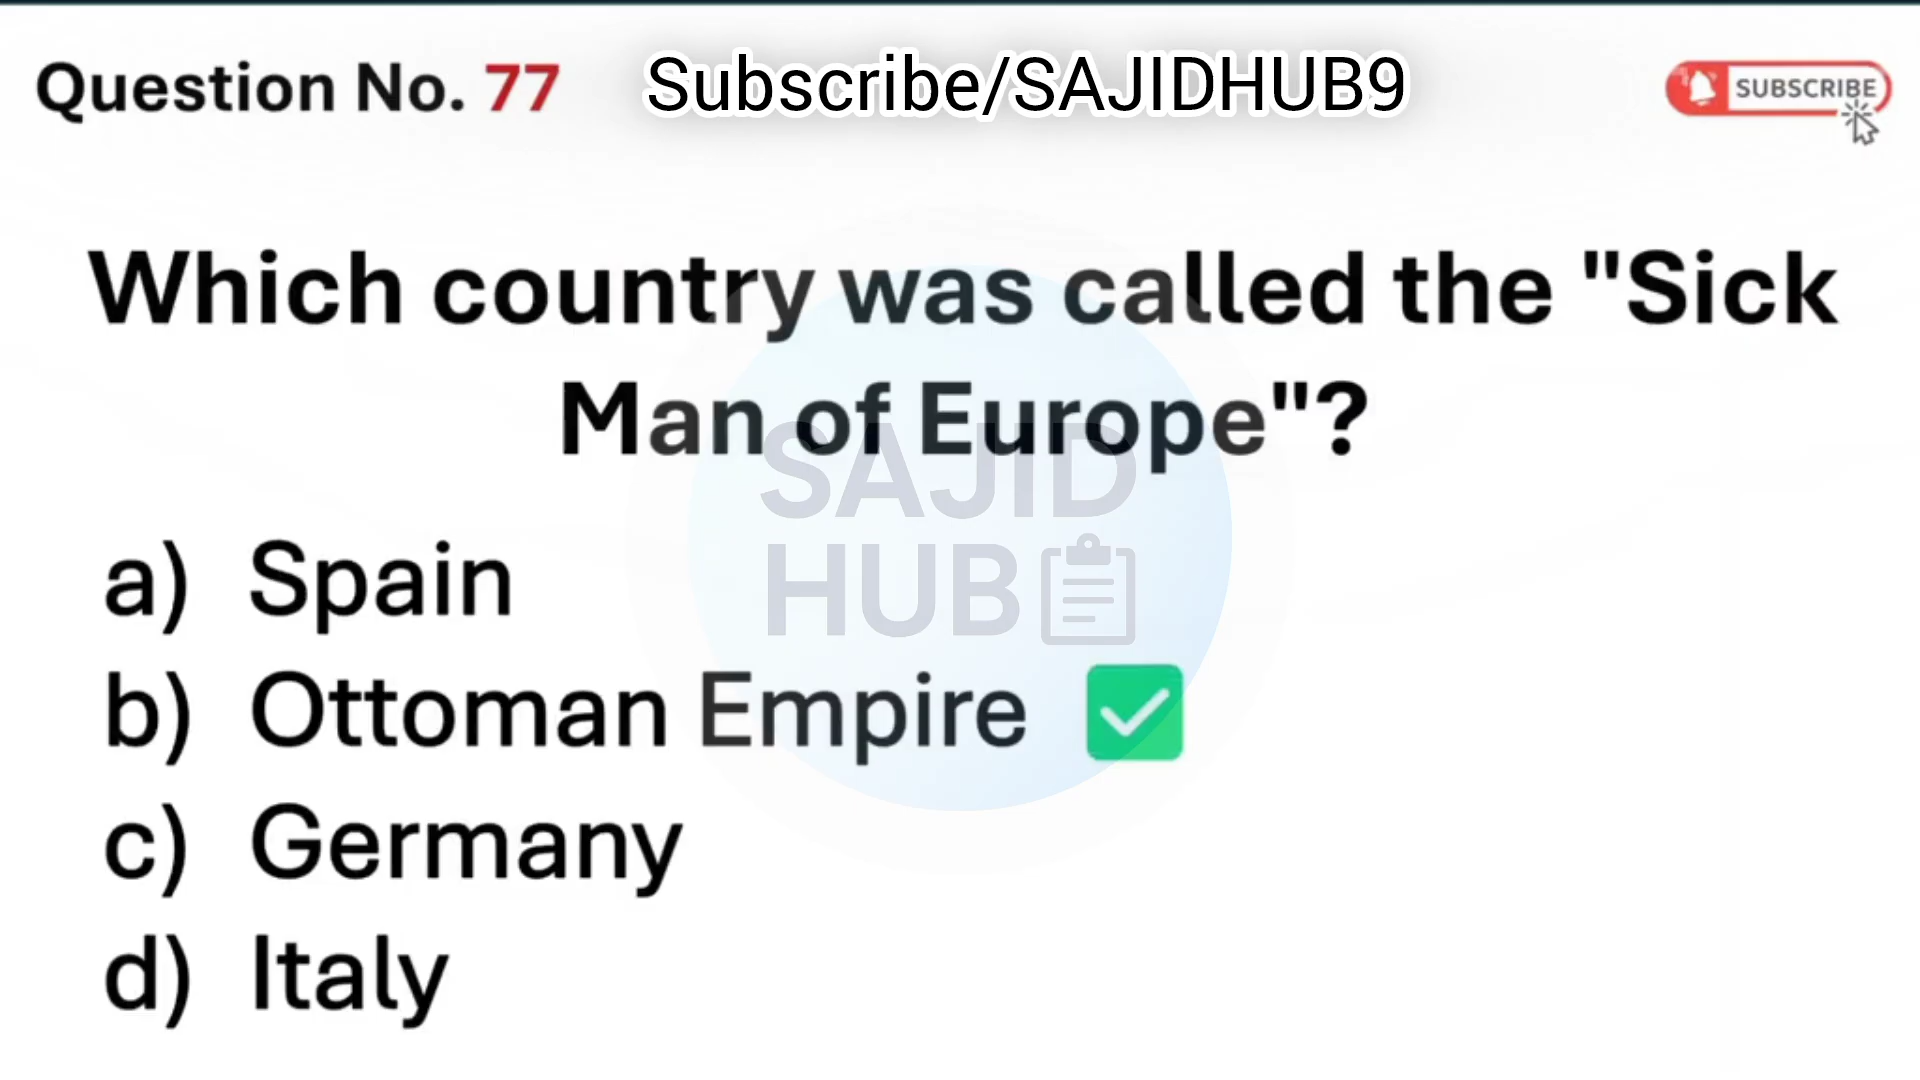 Question No. 77 Subscribe/SAJIDHUB9 SUBSCRIBE
Which country was called the "Sick
Man of Europe"?
SAJID
HUB
a) Spain
b) Ottoman Empire
c) Germany
d) Italy